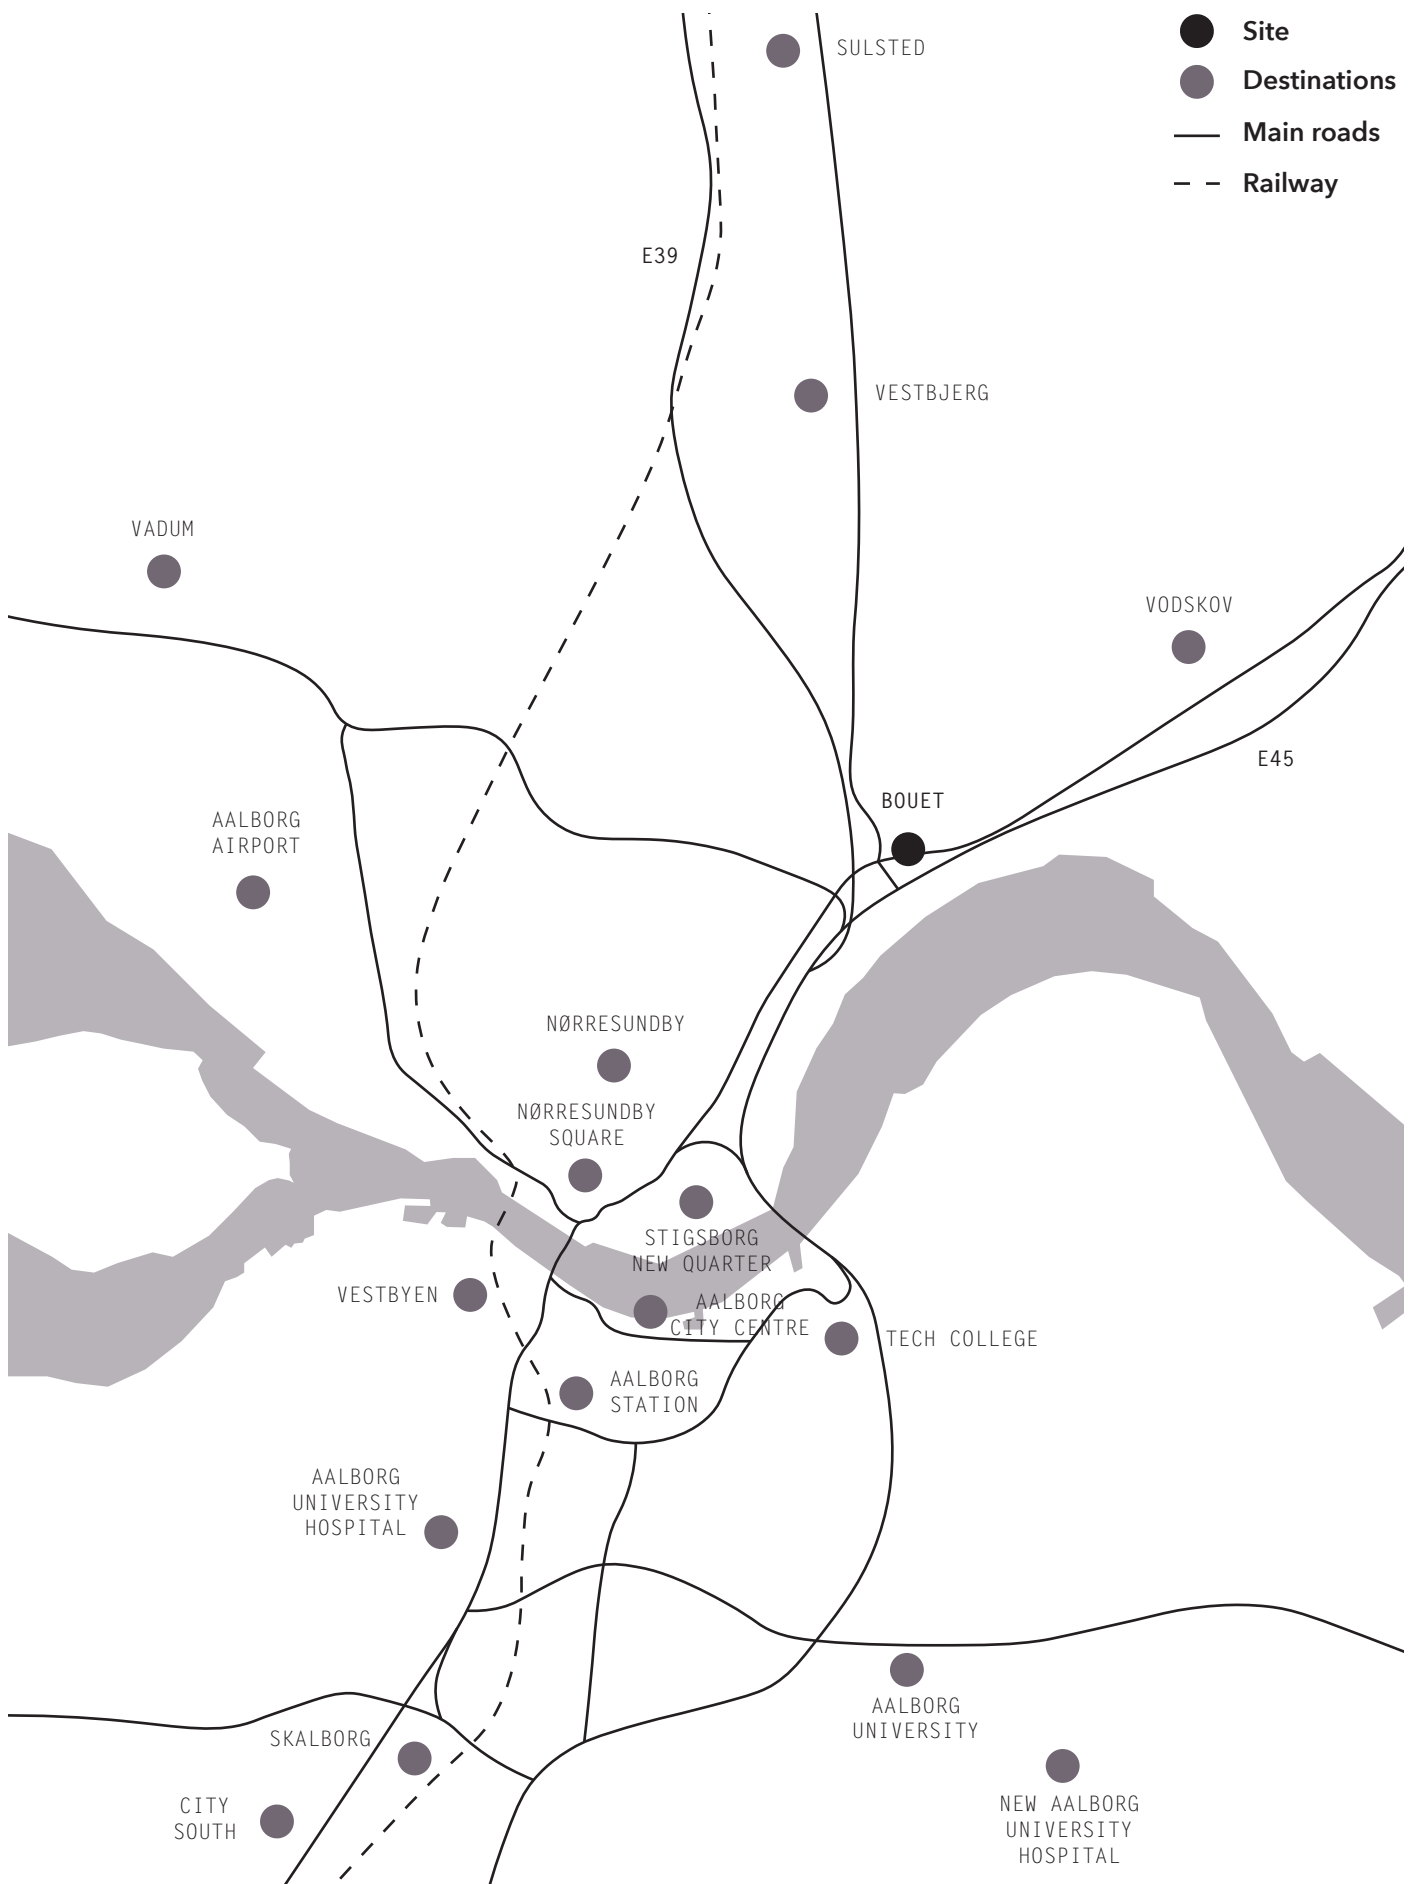 Site
Destinations
Main roads
Railway
SULSTED
E39
VESTBJERG
VADUM
VODSKOV
E45
BOUET
AALBORG
AIRPORT
NØRRESUNDBY
NØRRESUNDBY
SQUARE
STIGSBORG
NEW QUARTER
VESTBYEN
AALBORG
CITY CENTRE
TECH COLLEGE
AALBORG
STATION
AALBORG
UNIVERSITY
HOSPITAL
AALBORG
UNIVERSITY
SKALBORG
CITY
SOUTH
NEW AALBORG
UNIVERSITY
HOSPITAL